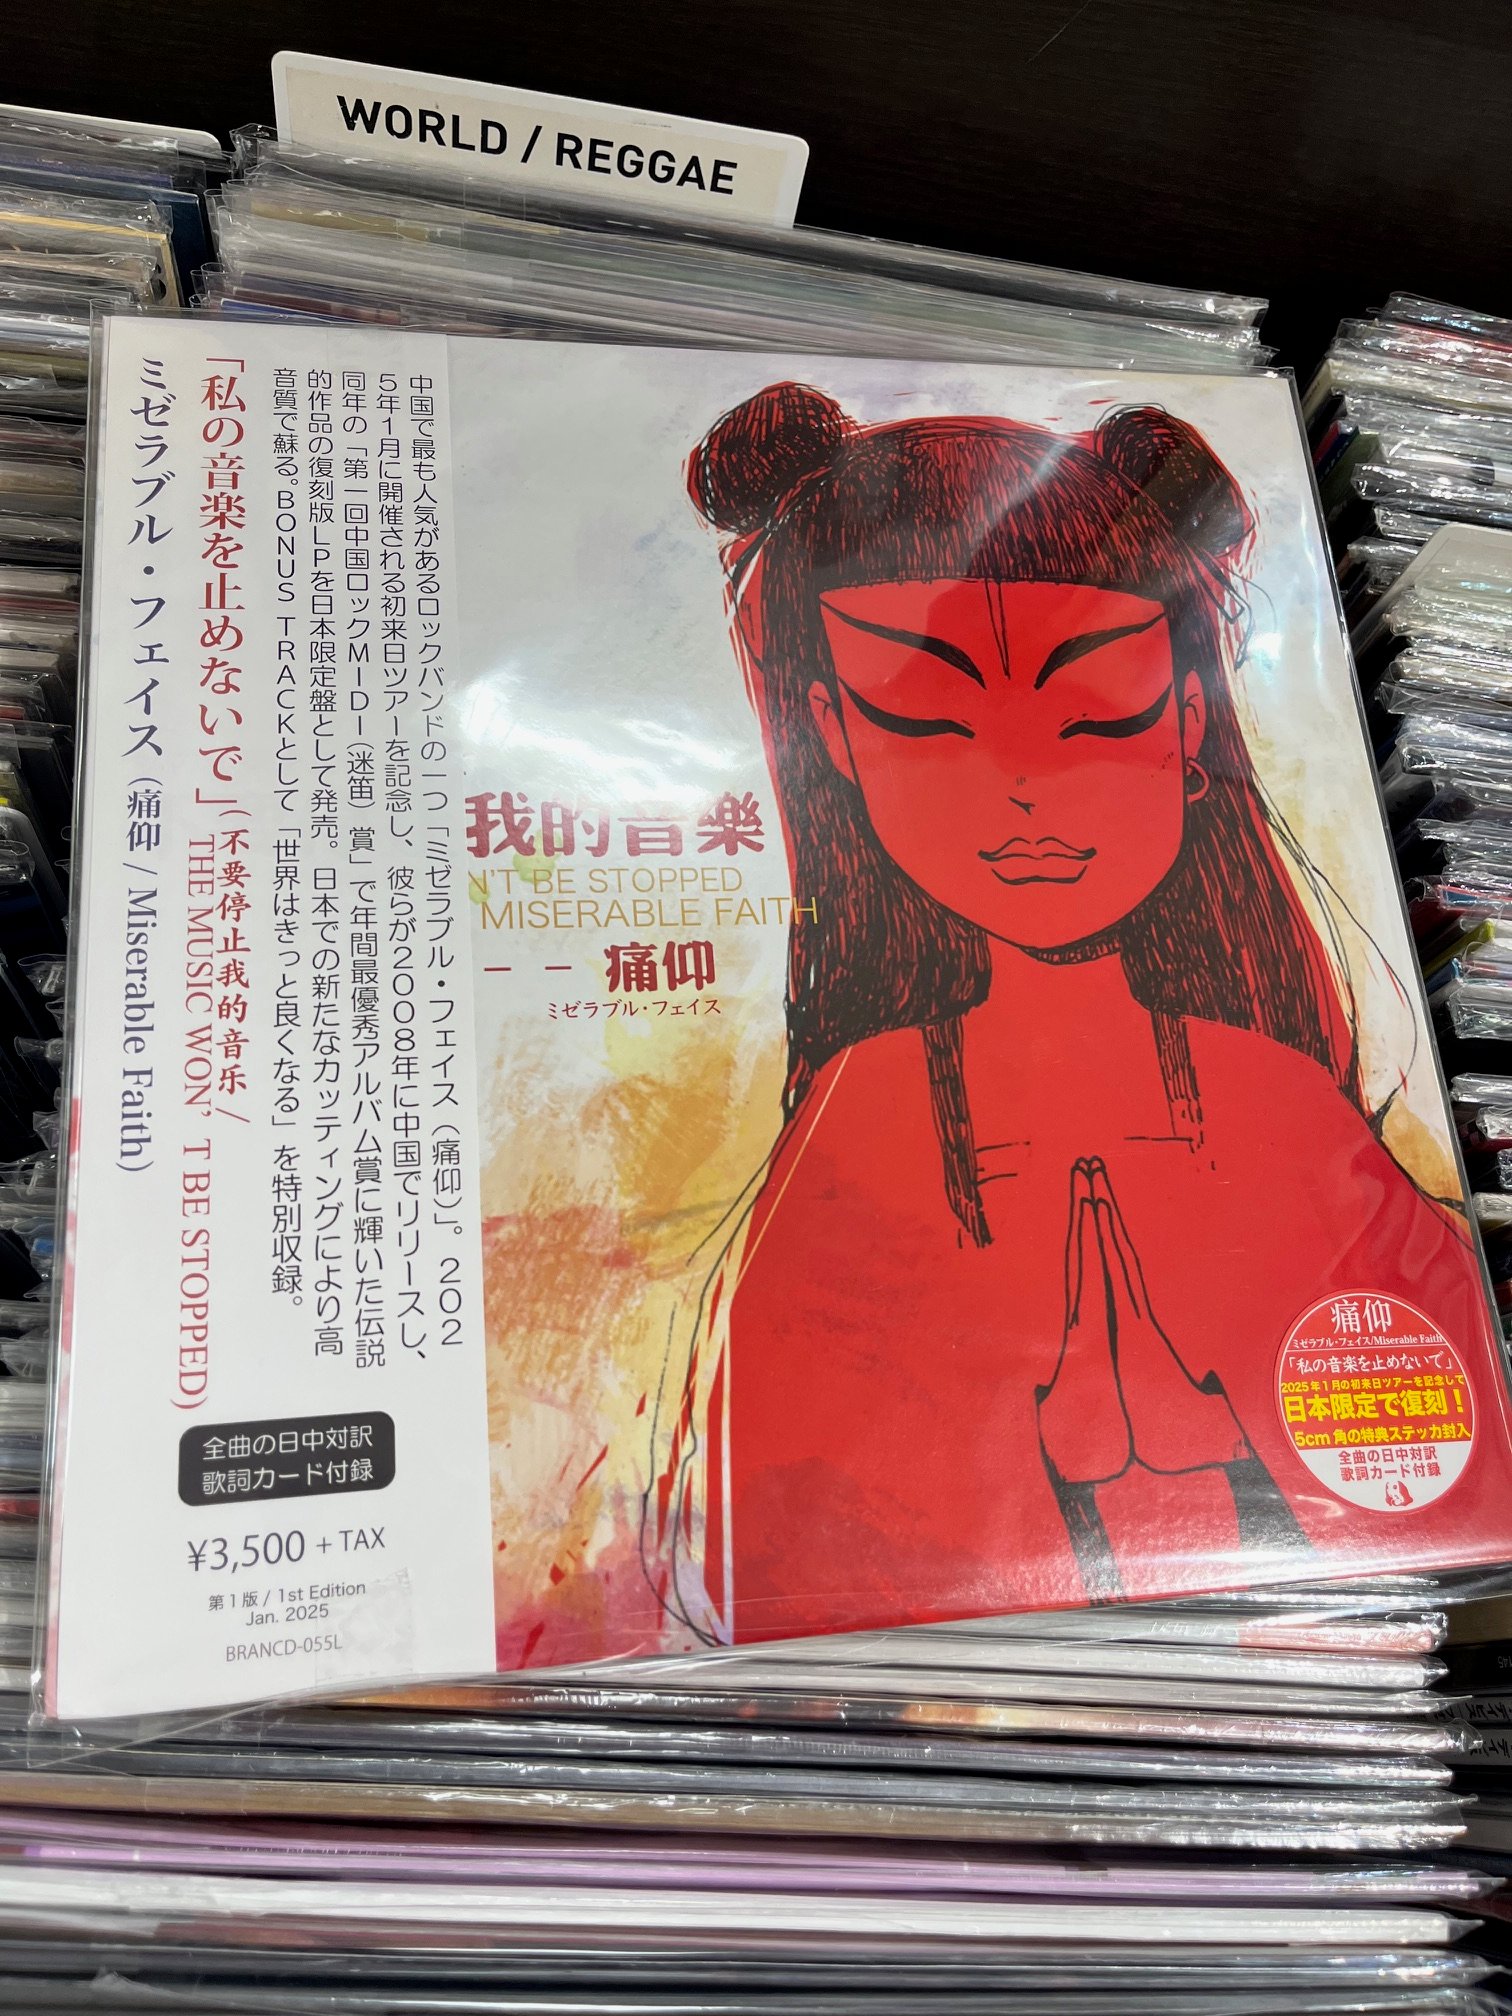 WORLD / REGGAE
中国で最も人気があるロックバンドの一つ「ミゼラブル・フェイス（痛仰）」。202
5年1月に開催される初来日ツアーを記念し、彼らが2008年に中国でリリースし、
同年の「第一回中国ロックMIDI（迷笛）賞」で年間最優秀アルバム賞に輝いた伝説
的作品の復刻版LPを日本限定盤として発売。日本での新たなカッティングにより高
音質で蘇る。BONUS TRACKとして「世界はきっと良くなる」を特別収録。
「私の音楽を止めないで」(不要停止我的音乐 /
THE MUSIC WON' T BE STOPPED)
ミゼラブル・フェイス (痛仰 / Miserable Faith)
全曲の日中対訳
歌詞カード付録
¥3,500 + TAX
第1版 / 1st Edition
Jan. 2025
BRANCD-055L
我的音樂
N'T BE STOPPED
MISERABLE FAITH
－－ 痛仰
ミゼラブル・フェイス
痛仰
ミゼラブル・フェイス/Miserable Faith
「私の音楽を止めないで」
2025年1月の初来日ツアーを記念して
日本限定で復刻！
5cm角の特典ステッカ封入
全曲の日中対訳
歌詞カード付録